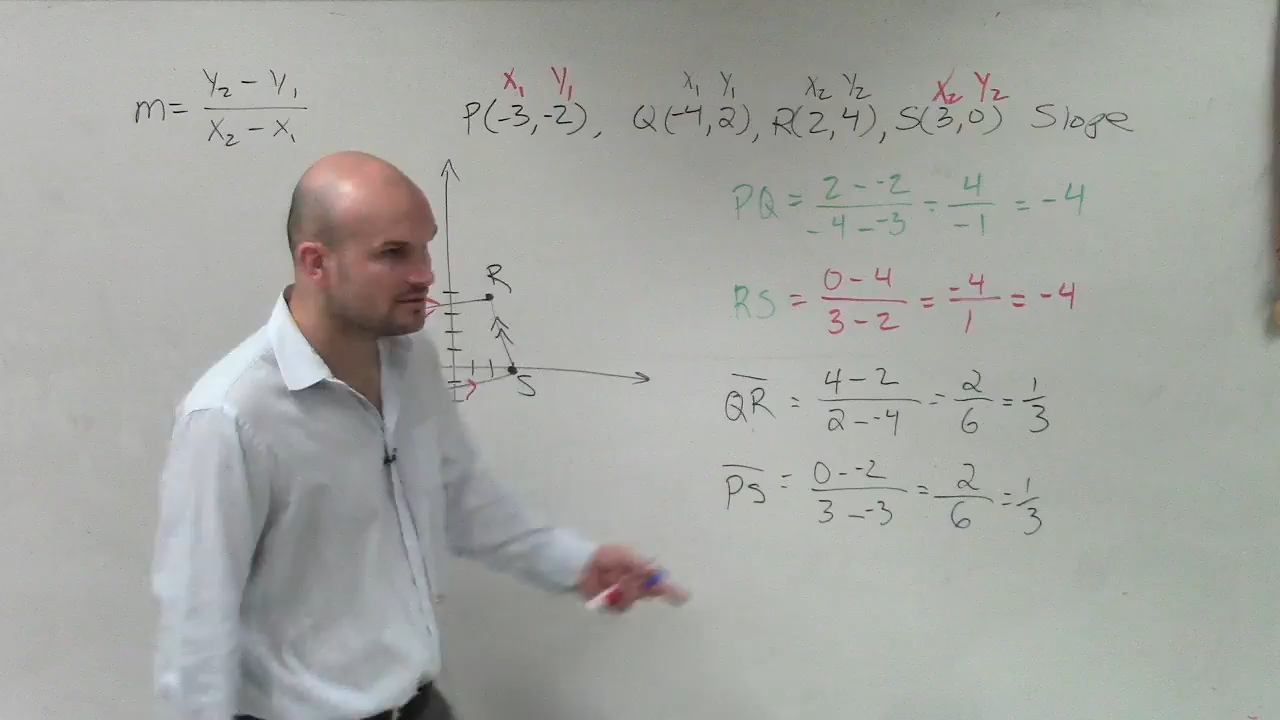 x₁ y₁ x₁ y₁ x₂ y₂ x₂ y₂
m = (y₂ - y₁)/(x₂ - x₁) P(-3,-2), Q(-4,2), R(2,4), S(3,0) Slope
PQ = (2 - -2)/(-4 - -3) = 4/-1 = -4
R
RS = (0-4)/(3-2) = -4/1 = -4
S
QR = (4-2)/(2--4) = 2/6 = 1/3
PS = (0--2)/(3--3) = 2/6 = 1/3